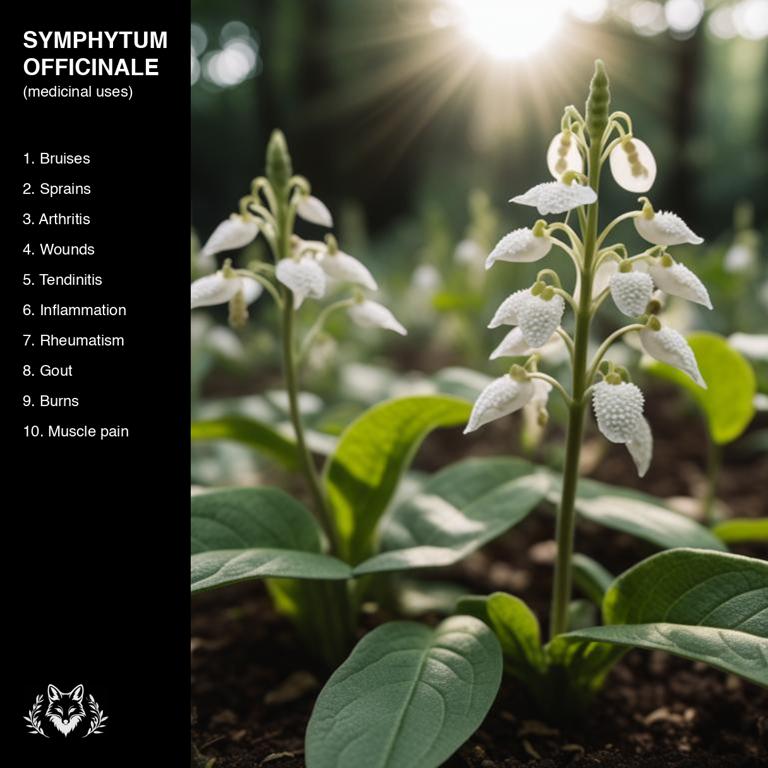 SYMPHYTUM
OFFICINALE
(medicinal uses)
1. Bruises
2. Sprains
3. Arthritis
4. Wounds
5. Tendinitis
6. Inflammation
7. Rheumatism
8. Gout
9. Burns
10. Muscle pain